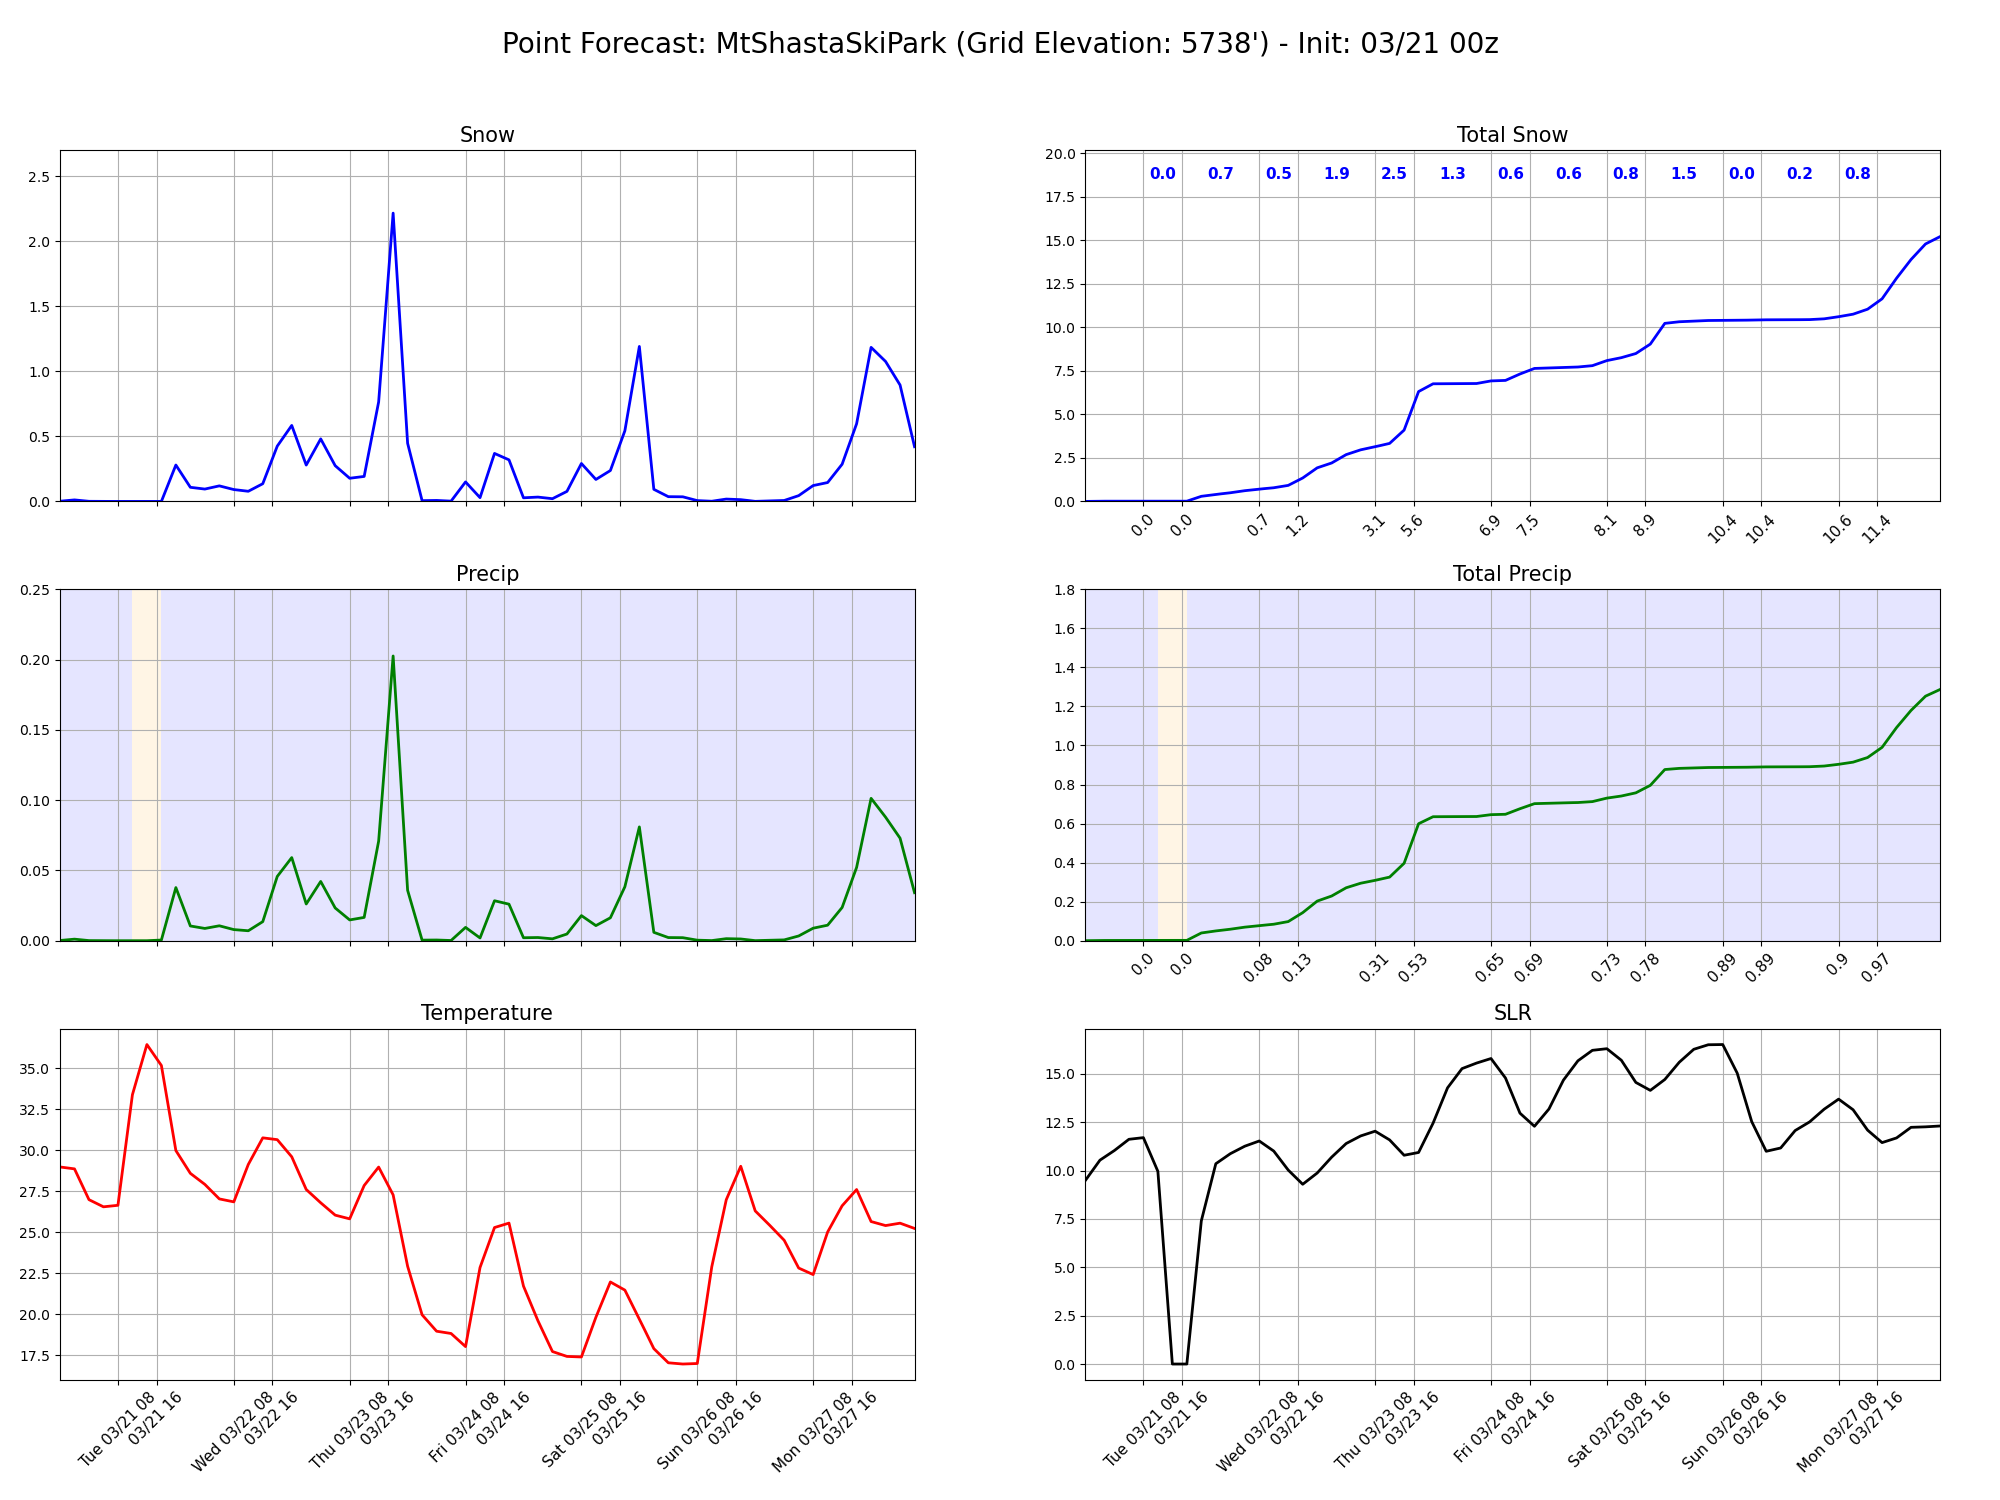 Point Forecast: MtShastaSkiPark (Grid Elevation: 5738') - Init: 03/21 00z
Snow
2.5
2.0
1.5
1.0
0.5
0.0
Total Snow
20.0
17.5
15.0
12.5
10.0
7.5
5.0
2.5
0.0
0.0 0.7 0.5 1.9 2.5 1.3 0.6 0.6 0.8 1.5 0.0 0.2 0.8
0.0 0.0 0.7 1.2 3.1 5.6 6.9 7.5 8.1 8.9 10.4 10.4 10.6 11.4
Precip
0.25
0.20
0.15
0.10
0.05
0.00
Total Precip
1.8
1.6
1.4
1.2
1.0
0.8
0.6
0.4
0.2
0.0
0.0 0.0 0.08 0.13 0.31 0.53 0.65 0.69 0.73 0.78 0.89 0.89 0.9 0.97
Temperature
35.0
32.5
30.0
27.5
25.0
22.5
20.0
17.5
Tue 03/21 08
03/21 16
Wed 03/22 08
03/22 16
Thu 03/23 08
03/23 16
Fri 03/24 08
03/24 16
Sat 03/25 08
03/25 16
Sun 03/26 08
03/26 16
Mon 03/27 08
03/27 16
SLR
15.0
12.5
10.0
7.5
5.0
2.5
0.0
Tue 03/21 08
03/21 16
Wed 03/22 08
03/22 16
Thu 03/23 08
03/23 16
Fri 03/24 08
03/24 16
Sat 03/25 08
03/25 16
Sun 03/26 08
03/26 16
Mon 03/27 08
03/27 16